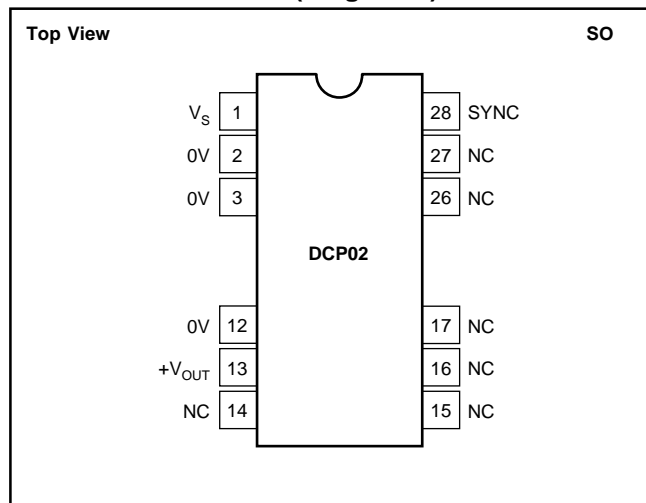 Top View SO
V_S 1 28 SYNC
0V 2 27 NC
0V 3 26 NC
DCP02
0V 12 17 NC
+V_OUT 13 16 NC
NC 14 15 NC